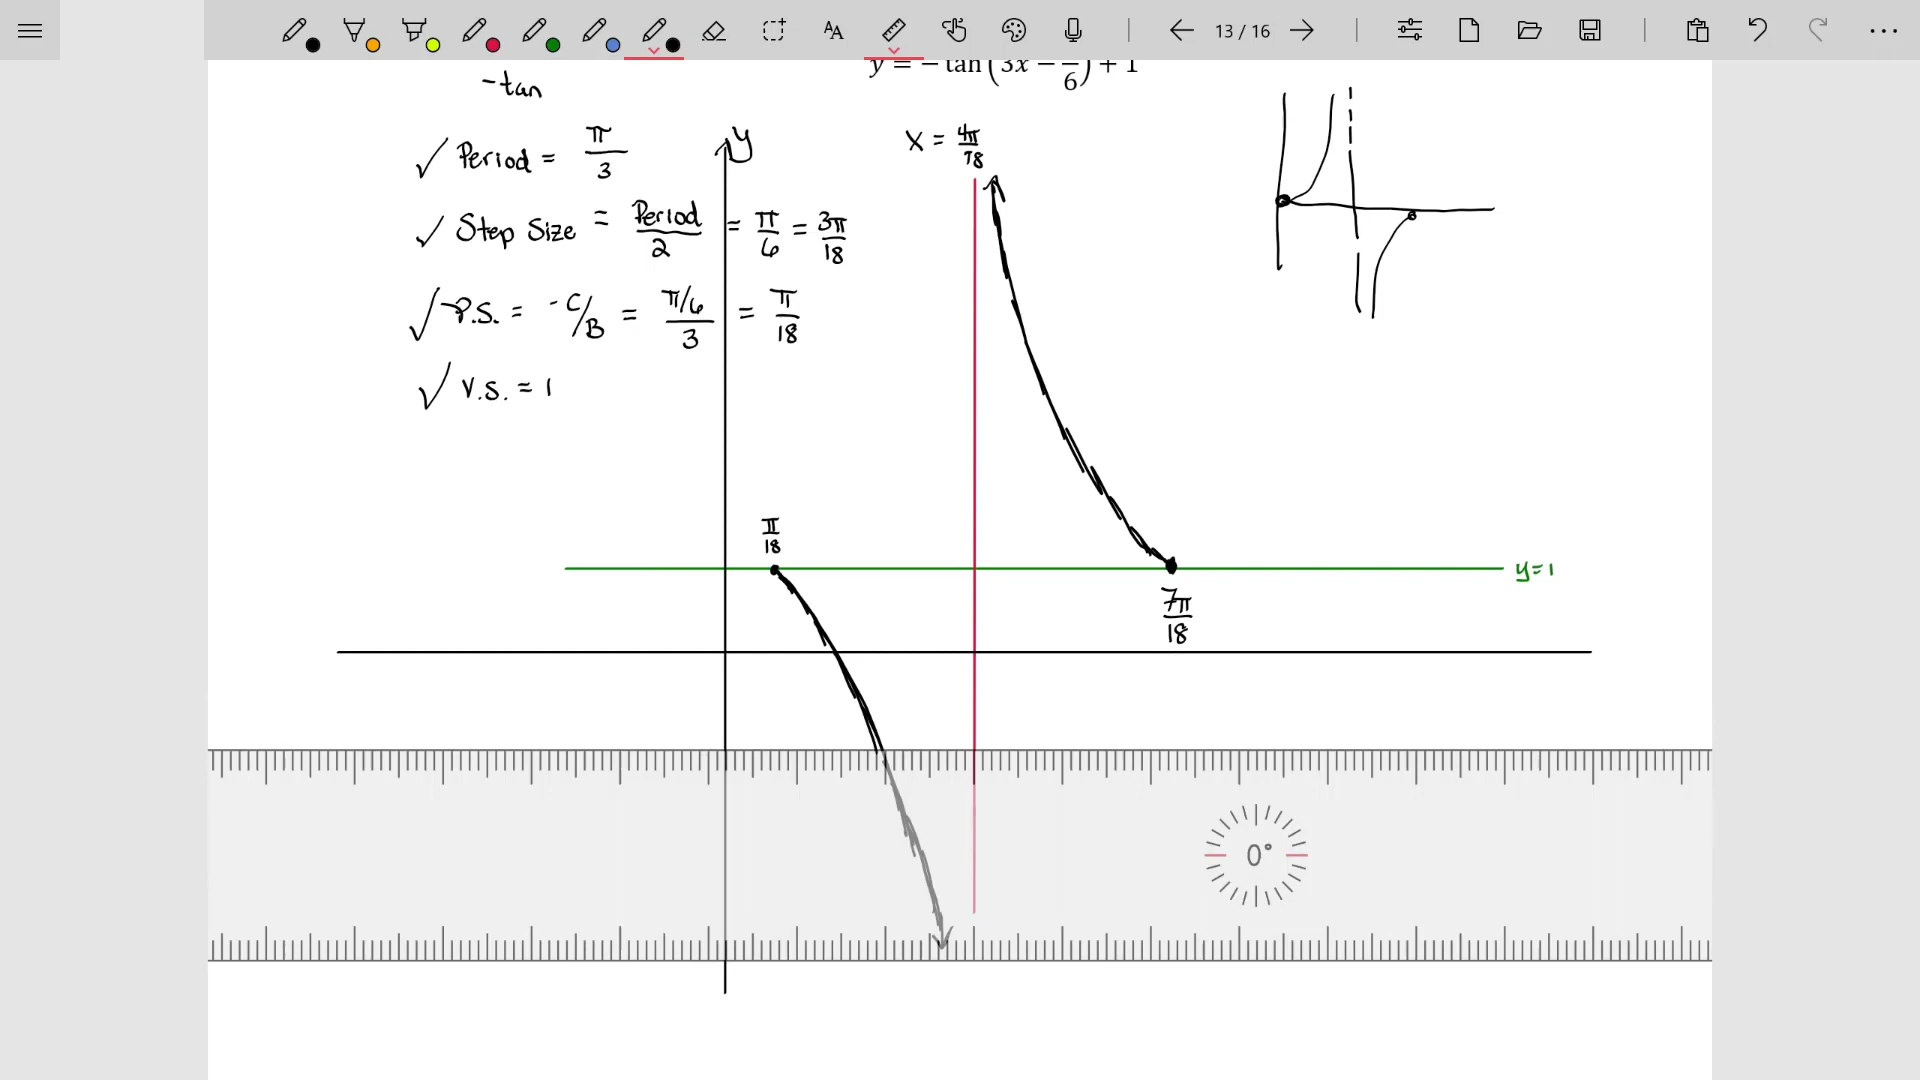 13 / 16
y = − tan(3x − /6) + 1
-tan
✓ Period = π/3
✓ Step Size = Period/2 = π/6 = 3π/18
✓ P.S. = -C/B = π/6/3 = π/18
✓ V.S. = 1
y
x = 4π/18
π/18
y=1
7π/18
0°